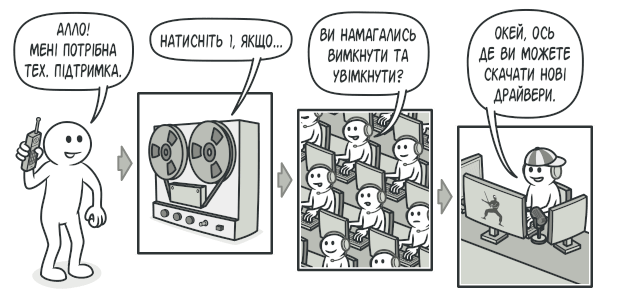 АЛЛО!
МЕНІ ПОТРІБНА
ТЕХ. ПІДТРИМКА.
НАТИСНІТЬ 1, ЯКЩО...
ВИ НАМАГАЛИСЬ
ВИМКНУТИ ТА
УВІМКНУТИ?
ОКЕЙ, ОСЬ
ДЕ ВИ МОЖЕТЕ
СКАЧАТИ НОВІ
ДРАЙВЕРИ.